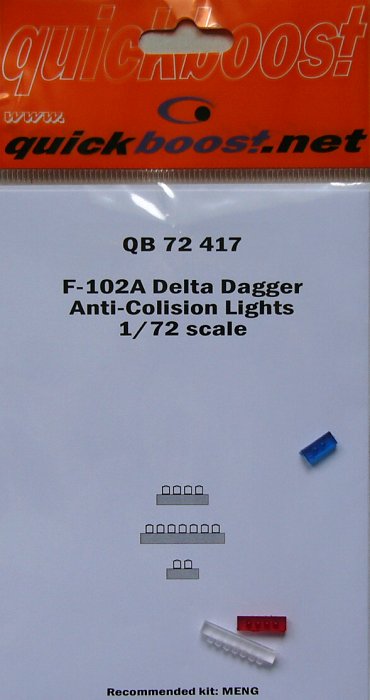 quickboost
www.
quickboost.net
QB 72 417
F-102A Delta Dagger
Anti-Colision Lights
1/72 scale
Recommended kit: MENG